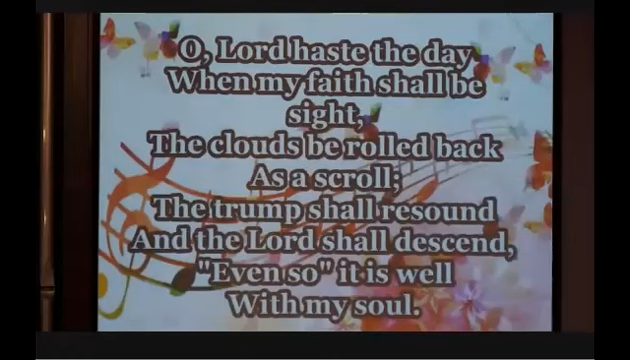 O, Lord haste the day
When my faith shall be
sight,
The clouds be rolled back
As a scroll;
The trump shall resound
And the Lord shall descend,
"Even so" it is well
With my soul.